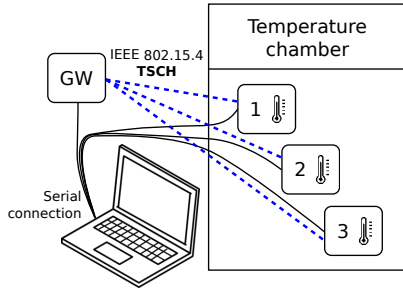 Temperature
chamber
IEEE 802.15.4
TSCH
GW
1
2
3
Serial
connection